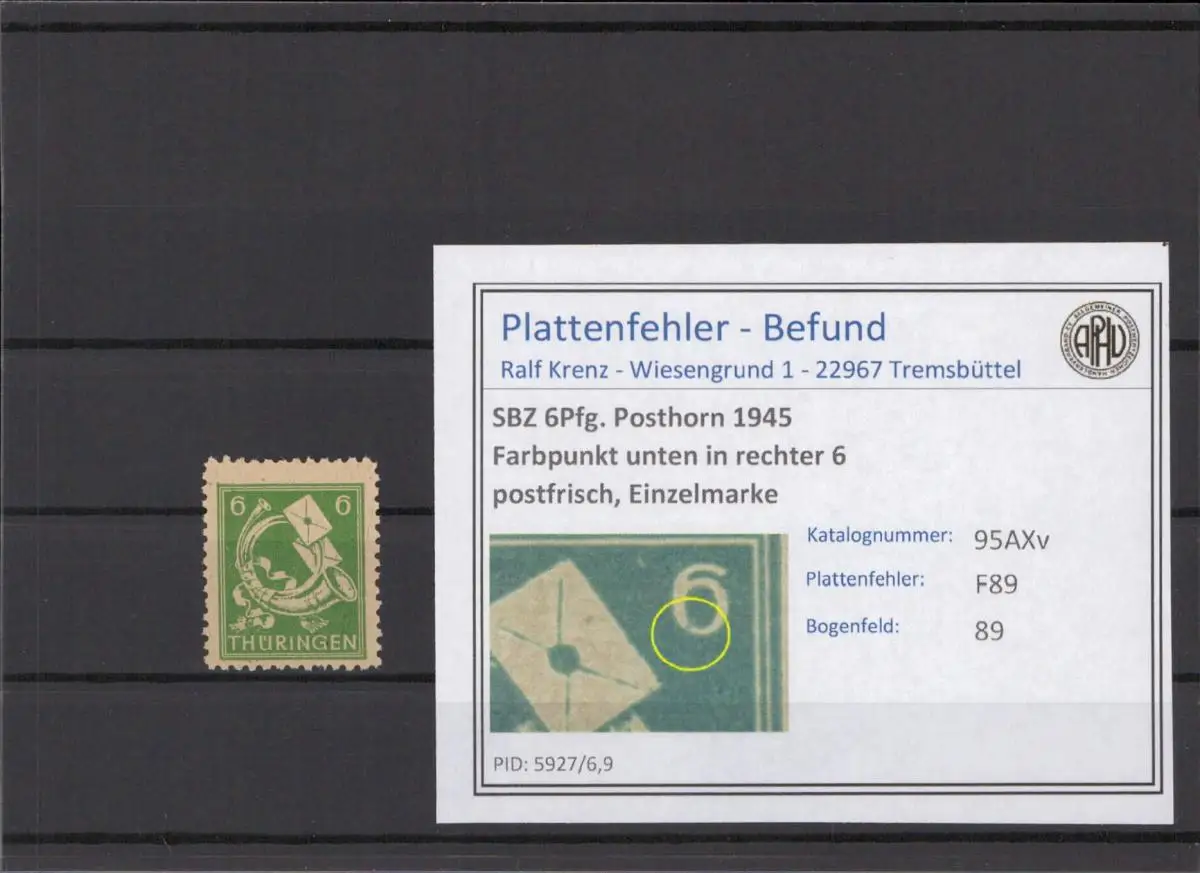 6 6
THÜRINGEN
Plattenfehler - Befund
Ralf Krenz - Wiesengrund 1 - 22967 Tremsbüttel
APHV
SBZ 6Pfg. Posthorn 1945
Farbpunkt unten in rechter 6
postfrisch, Einzelmarke
6
Katalognummer: 95AXv
Plattenfehler: F89
Bogenfeld: 89
PID: 5927/6,9